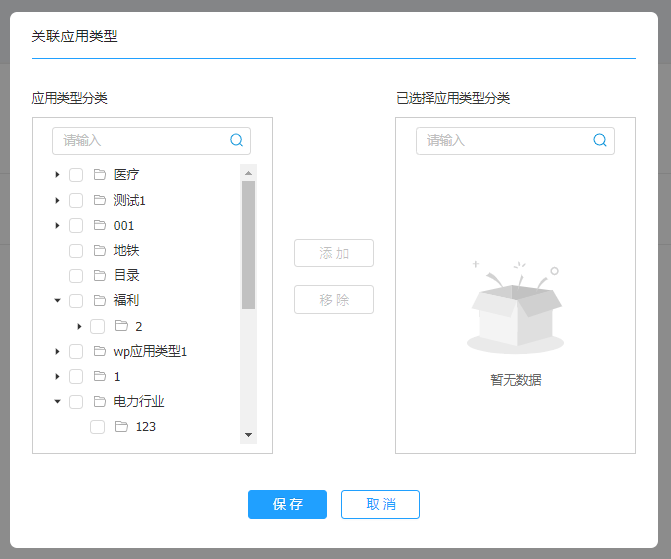 关联应用类型
应用类型分类
请输入
医疗
测试1
001
地铁
目录
福利
2
wp应用类型1
1
电力行业
123
添加
移除
已选择应用类型分类
请输入
暂无数据
保存
取消